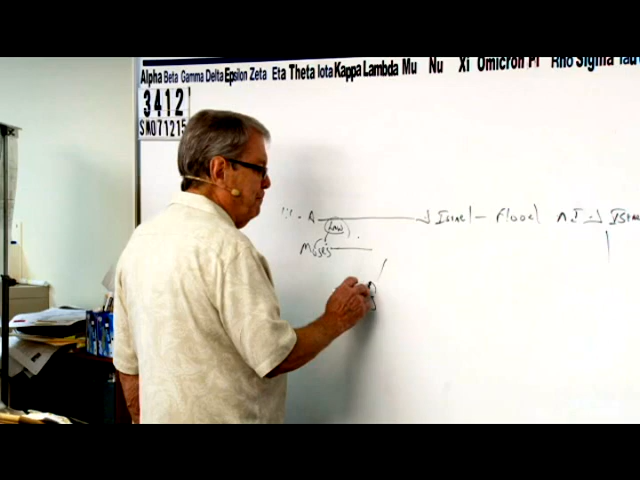 Alpha Beta Gamma Delta Epsilon Zeta Eta Theta Iota Kappa Lambda Mu Nu Xi Omicron Pi Rho Sigma Tau
3412
SM071215
Israel - Flood
Law
Moses